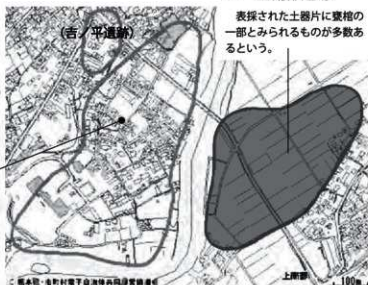 （吉ノ平遺跡）
表採された土器片に甕棺の
一部とみられるものが多数あ
るという。
上南部
100m